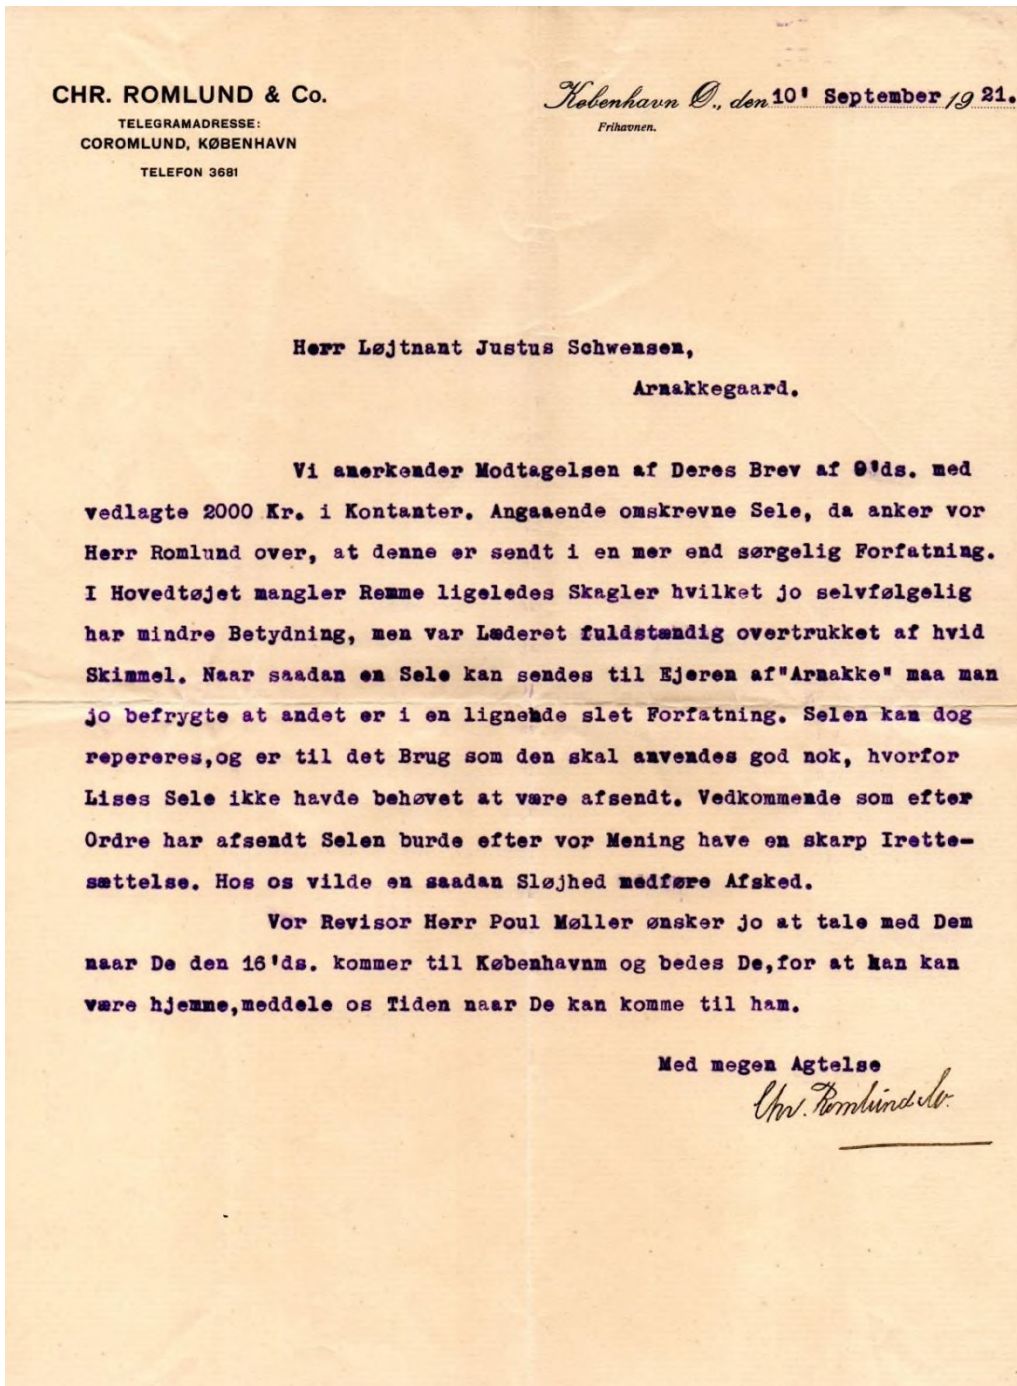 CHR. ROMLUND & Co.
TELEGRAMADRESSE:
COROMLUND, KØBENHAVN
TELEFON 3681
København Ø., den 10' September 1921.
Frihavnen.
Herr Løjtnant Justus Schwensen,
Arnakkegaard.
Vi anerkender Modtagelsen af Deres Brev af 9'ds. med
vedlagte 2000 Kr. i Kontanter. Angaaende omskrevne Sele, da anker vor
Herr Romlund over, at denne er sendt i en mer end sørgelig Forfatning.
I Hovedtøjet mangler Remme ligeledes Skagler hvilket jo selvfølgelig
har mindre Betydning, men var Læderet fuldstændig overtrukket af hvid
Skimmel. Naar saadan en Sele kan sendes til Ejeren af"Arnakke" maa man
jo befrygte at andet er i en lignende slet Forfatning. Selen kan dog
repereres,og er til det Brug som den skal anvendes god nok, hvorfor
Lises Sele ikke havde behøvet at være afsendt. Vedkommende som efter
Ordre har afsendt Selen burde efter vor Mening have en skarp Irette-
sættelse. Hos os vilde en saadan Sløjhed medføre Afsked.
Vor Revisor Herr Poul Møller ønsker jo at tale med Dem
naar De den 16'ds. kommer til Københavnm og bedes De,for at han kan
være hjemme,meddele os Tiden naar De kan komme til ham.
Med megen Agtelse
Chr. Romlund & Co.